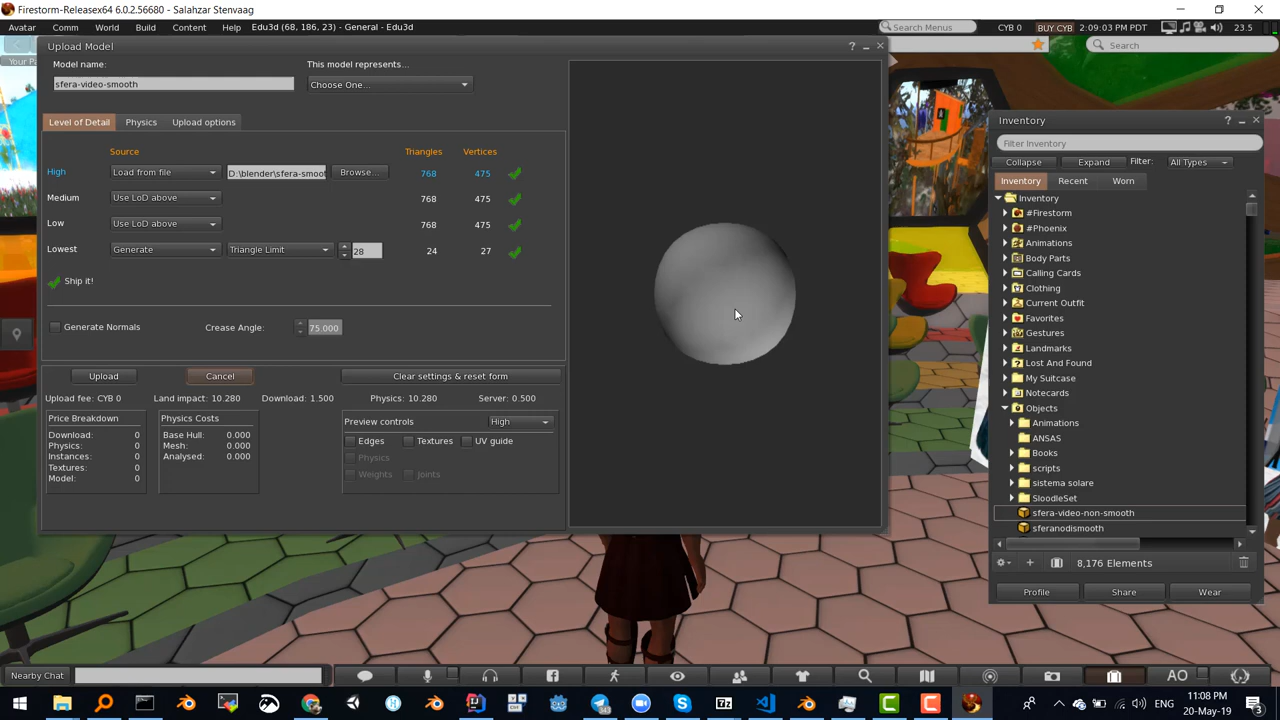 Firestorm-Releasex64 6.0.2.56680 - Salahzar Stenvaag
Avatar Comm World Build Content Help Edu3d (68, 186, 23) - General - Edu3d
Search Menus CYB 0 BUY CYB 2:09:03 PM PDT 23.5
Search
Your Pa
Upload Model ?
Model name: This model represents...
sfera-video-smooth Choose One...
Level of Detail Physics Upload options
Source Triangles Vertices
High Load from file D:\blender\sfera-smoot Browse... 768 475
Medium Use LoD above 768 475
Low Use LoD above 768 475
Lowest Generate Triangle Limit 28 24 27
Ship it!
Generate Normals Crease Angle: 75.000
Upload Cancel Clear settings & reset form
Upload fee: CYB 0 Land impact: 10.280 Download: 1.500 Physics: 10.280 Server: 0.500
Price Breakdown
Download: 0
Physics: 0
Instances: 0
Textures: 0
Model: 0
Physics Costs
Base Hull: 0.000
Mesh: 0.000
Analysed: 0.000
Preview controls High
Edges Textures UV guide
Physics
Weights Joints
Inventory ?
Filter Inventory
Collapse Expand Filter: All Types
Inventory Recent Worn
Inventory
#Firestorm
#Phoenix
Animations
Body Parts
Calling Cards
Clothing
Current Outfit
Favorites
Gestures
Landmarks
Lost And Found
My Suitcase
Notecards
Objects
Animations
ANSAS
Books
scripts
sistema solare
SloodleSet
sfera-video-non-smooth
sferanodismooth
+ 8,176 Elements
Profile Share Wear
Nearby Chat
AO
ENG
11:08 PM
20-May-19
3